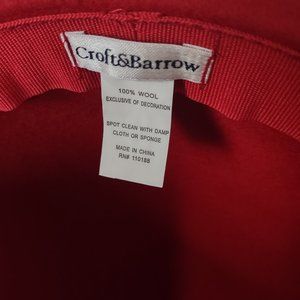 Croft&Barrow
100% WOOL
EXCLUSIVE OF DECORATION
SPOT CLEAN WITH DAMP
CLOTH OR SPONGE
MADE IN CHINA
RN# 110188